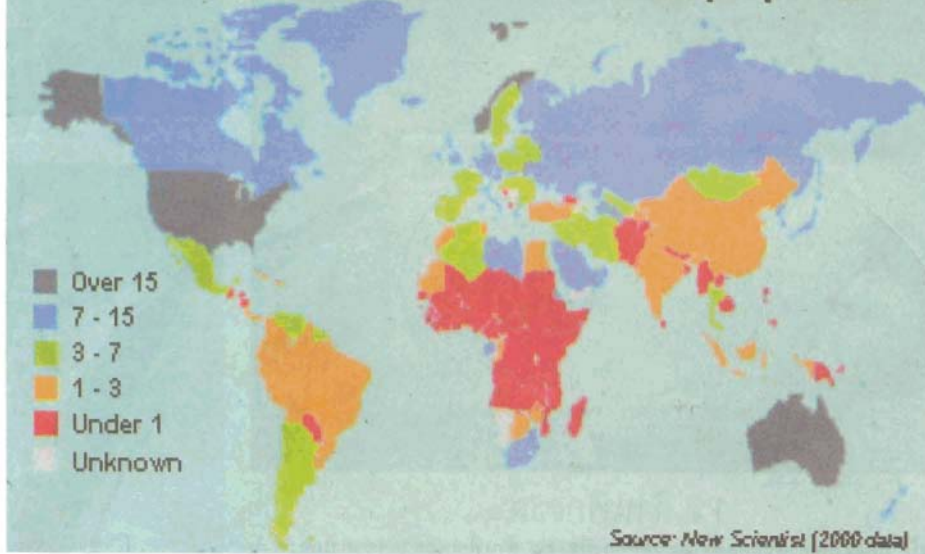 Over 15
7 - 15
3 - 7
1 - 3
Under 1
Unknown
Source: New Scientist (2000 data)